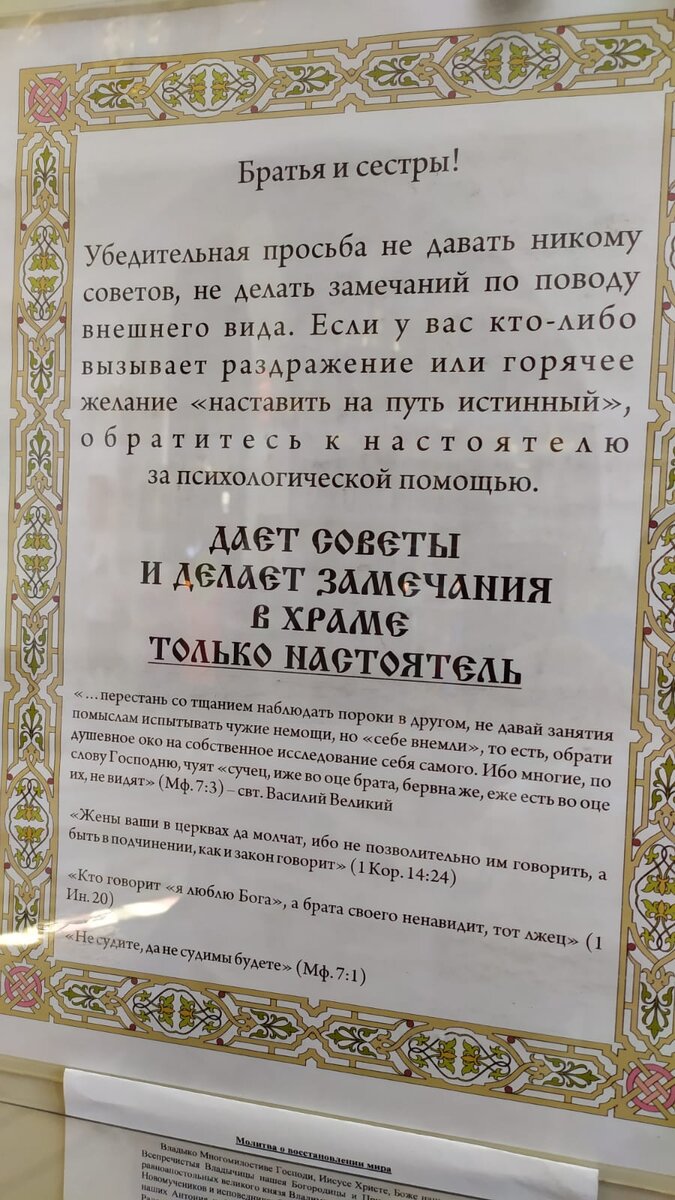 Братья и сестры!
Убедительная просьба не давать никому
советов, не делать замечаний по поводу
внешнего вида. Если у вас кто-либо
вызывает раздражение или горячее
желание «наставить на путь истинный»,
обратитесь к настоятелю
за психологической помощью.
ДАЕТ СОВЕТЫ
И ДЕЛАЕТ ЗАМЕЧАНИЯ
В ХРАМЕ
ТОЛЬКО НАСТОЯТЕЛЬ
«…перестань со тщанием наблюдать пороки в другом, не давай занятия
помыслам испытывать чужие немощи, но «себе внемли», то есть, обрати
душевное око на собственное исследование себя самого. Ибо многие, по
слову Господню, чуят «сучец, иже во оце брата, бервна же, еже есть во оце
их, не видят» (Мф. 7:3) – свт. Василий Великий
«Жены ваши в церквах да молчат, ибо не позволительно им говорить, а
быть в подчинении, как и закон говорит» (1 Кор. 14:24)
«Кто говорит «я люблю Бога», а брата своего ненавидит, тот лжец» (1
Ин. 20)
«Не судите, да не судимы будете» (Мф. 7:1)
Молитва о восстановлении мира
Владыко Многомилостиве Господи, Иисусе Христе, Боже
Всепречистыя Владычицы нашея Богородицы и
равноапостольных великого князя
Новомучеников и
наших Антония